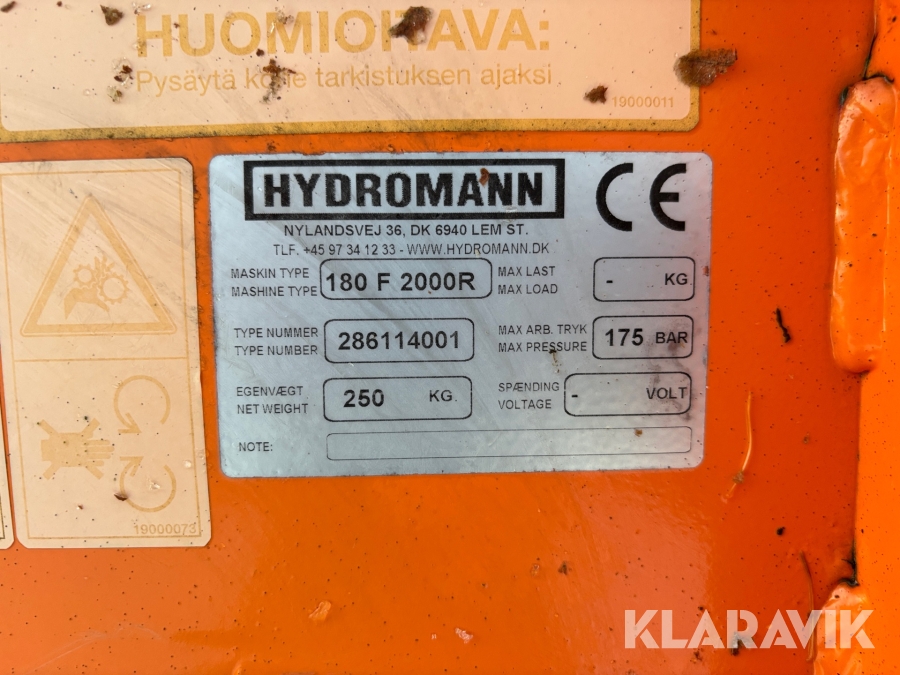 HUOMIOITAVA:
Pysäytä kone tarkistuksen ajaksi
19000011
HYDROMANN
CE
NYLANDSVEJ 36, DK 6940 LEM ST.
TLF. +45 97 34 12 33 - WWW.HYDROMANN.DK
MASKIN TYPE
MASHINE TYPE
180 F 2000R
MAX LAST
MAX LOAD
- KG
TYPE NUMMER
TYPE NUMBER
286114001
MAX ARB. TRYK
MAX PRESSURE
175 BAR
EGENVÆGT
NET WEIGHT
250 KG.
SPÆNDING
VOLTAGE
- VOLT
NOTE:
19000073
KLARAVIK